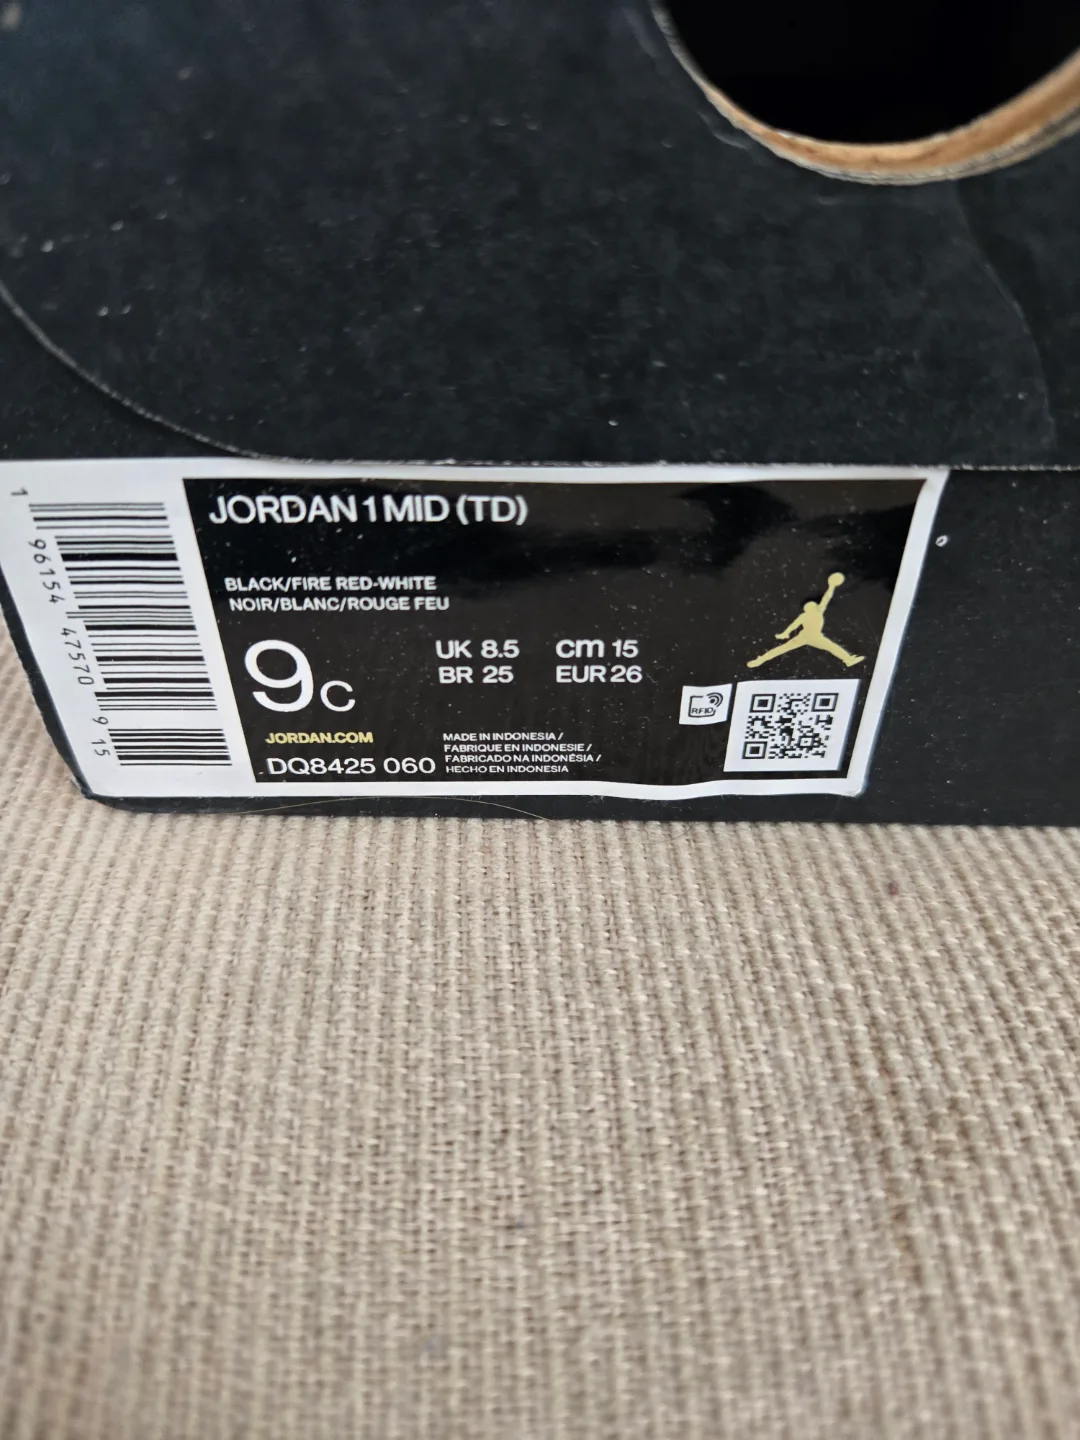 JORDAN 1 MID (TD)
BLACK/FIRE RED-WHITE
NOIR/BLANC/ROUGE FEU
9C
UK 8.5 cm 15
BR 25 EUR 26
JORDAN.COM
DQ8425 060
MADE IN INDONESIA /
FABRIQUE EN INDONESIE /
FABRICADO NA INDONÉSIA /
HECHO EN INDONESIA
RFID
1 96154 47570 9 15